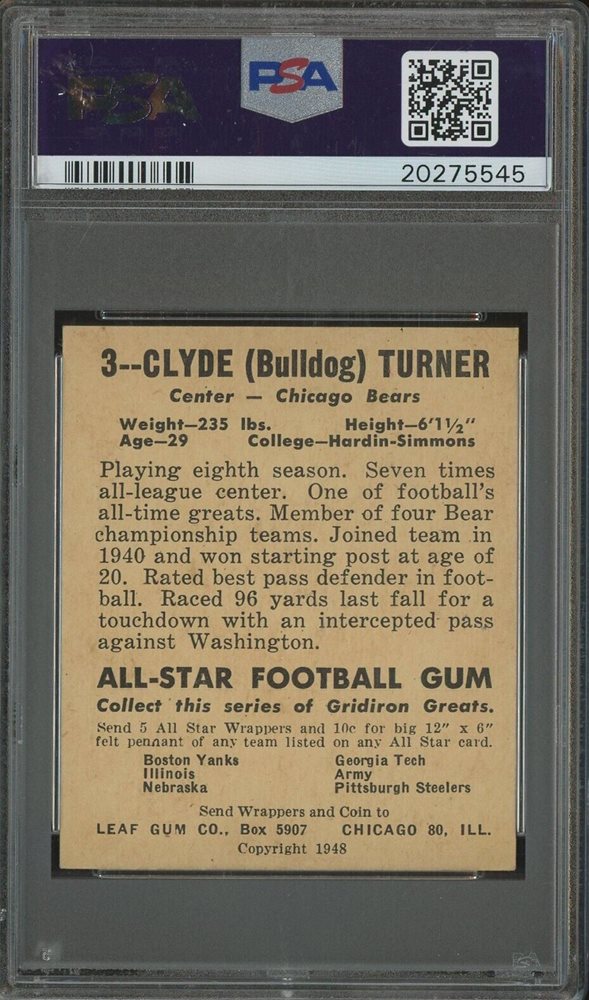 PSA
PSA
20275545
3--CLYDE (Bulldog) TURNER
Center — Chicago Bears
Weight—235 lbs. Height—6'1½"
Age—29 College—Hardin-Simmons
Playing eighth season. Seven times
all-league center. One of football's
all-time greats. Member of four Bear
championship teams. Joined team in
1940 and won starting post at age of
20. Rated best pass defender in foot-
ball. Raced 96 yards last fall for a
touchdown with an intercepted pass
against Washington.
ALL-STAR FOOTBALL GUM
Collect this series of Gridiron Greats.
Send 5 All Star Wrappers and 10c for big 12" x 6"
felt pennant of any team listed on any All Star card.
Boston Yanks Georgia Tech
Illinois Army
Nebraska Pittsburgh Steelers
Send Wrappers and Coin to
LEAF GUM CO., Box 5907 CHICAGO 80, ILL.
Copyright 1948